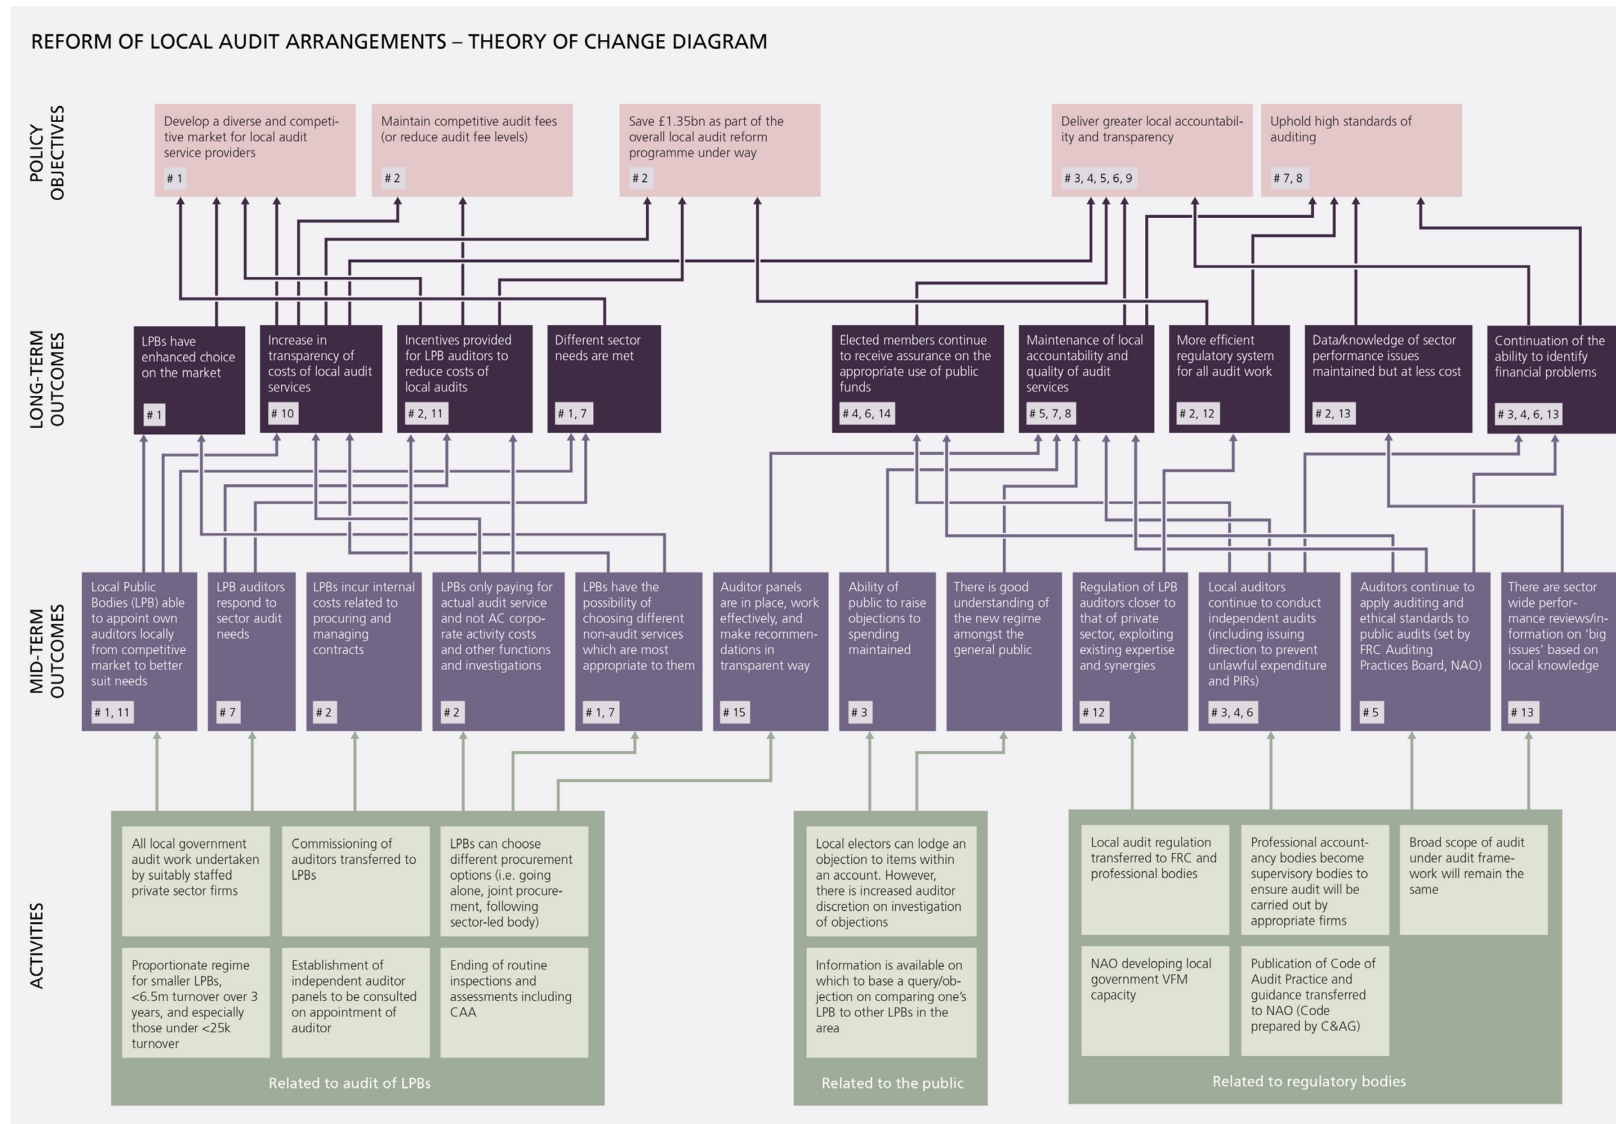 REFORM OF LOCAL AUDIT ARRANGEMENTS – THEORY OF CHANGE DIAGRAM
POLICY
OBJECTIVES
Develop a diverse and competi-
tive market for local audit
service providers
# 1
Maintain competitive audit fees
(or reduce audit fee levels)
# 2
Save £1.35bn as part of the
overall local audit reform
programme under way
# 2
Deliver greater local accountabil-
ity and transparency
# 3, 4, 5, 6, 9
Uphold high standards of
auditing
# 7, 8
LONG-TERM
OUTCOMES
LPBs have
enhanced choice
on the market
# 1
Increase in
transparency of
costs of local audit
services
# 10
Incentives provided
for LPB auditors to
reduce costs of
local audits
# 2, 11
Different sector
needs are met
# 1, 7
Elected members continue
to receive assurance on the
appropriate use of public
funds
# 4, 6, 14
Maintenance of local
accountability and
quality of audit
services
# 5, 7, 8
More efficient
regulatory system
for all audit work
# 2, 12
Data/knowledge of sector
performance issues
maintained but at less cost
# 2, 13
Continuation of the
ability to identify
financial problems
# 3, 4, 6, 13
MID-TERM
OUTCOMES
Local Public
Bodies (LPB) able
to appoint own
auditors locally
from competitive
market to better
suit needs
# 1, 11
LPB auditors
respond to
sector audit
needs
# 7
LPBs incur internal
costs related to
procuring and
managing
contracts
# 2
LPBs only paying for
actual audit service
and not AC corpo-
rate activity costs
and other functions
and investigations
# 2
LPBs have the
possibility of
choosing different
non-audit services
which are most
appropriate to them
# 1, 7
Auditor panels
are in place, work
effectively, and
make recommen-
dations in
transparent way
# 15
Ability of
public to raise
objections to
spending
maintained
# 3
There is good
understanding of
the new regime
amongst the
general public
Regulation of LPB
auditors closer to
that of private
sector, exploiting
existing expertise
and synergies
# 12
Local auditors
continue to conduct
independent audits
(including issuing
direction to prevent
unlawful expenditure
and PIRs)
# 3, 4, 6
Auditors continue to
apply auditing and
ethical standards to
public audits (set by
FRC Auditing
Practices Board, NAO)
# 5
There are sector
wide perfor-
mance reviews/in-
formation on ‘big
issues’ based on
local knowledge
# 13
ACTIVITIES
All local government
audit work undertaken
by suitably staffed
private sector firms
Commissioning of
auditors transferred to
LPBs
LPBs can choose
different procurement
options (i.e. going
alone, joint procure-
ment, following
sector-led body)
Proportionate regime
for smaller LPBs,
<6.5m turnover over 3
years, and especially
those under <25k
turnover
Establishment of
independent auditor
panels to be consulted
on appointment of
auditor
Ending of routine
inspections and
assessments including
CAA
Related to audit of LPBs
Local electors can lodge an
objection to items within
an account. However,
there is increased auditor
discretion on investigation
of objections
Information is available on
which to base a query/ob-
jection on comparing one’s
LPB to other LPBs in the
area
Related to the public
Local audit regulation
transferred to FRC and
professional bodies
Professional account-
ancy bodies become
supervisory bodies to
ensure audit will be
carried out by
appropriate firms
Broad scope of audit
under audit frame-
work will remain the
same
NAO developing local
government VFM
capacity
Publication of Code of
Audit Practice and
guidance transferred
to NAO (Code
prepared by C&AG)
Related to regulatory bodies